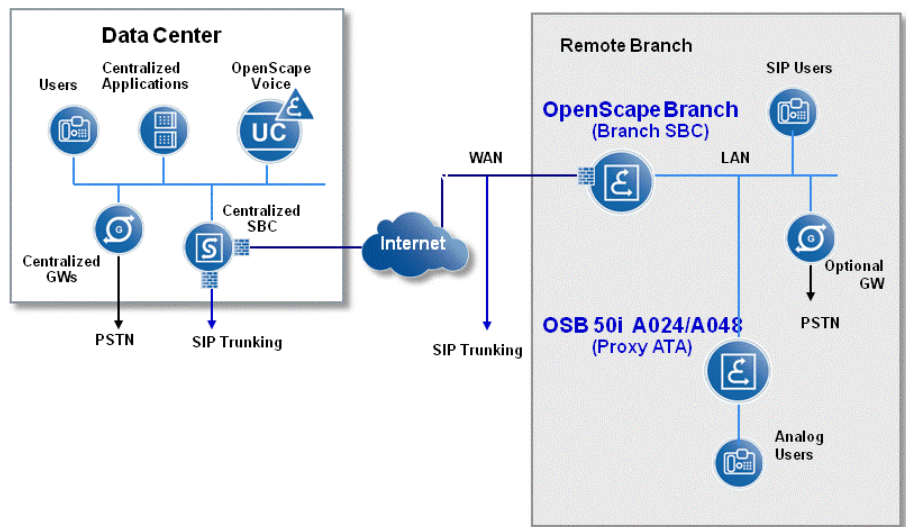 Data Center
Users
Centralized
Applications
OpenScape
Voice
UC
Centralized
SBC
S
G
Centralized
GWs
PSTN
SIP Trunking
Internet
WAN
SIP Trunking
Remote Branch
SIP Users
OpenScape Branch
(Branch SBC)
LAN
G
Optional
GW
PSTN
OSB 50i A024/A048
(Proxy ATA)
Analog
Users